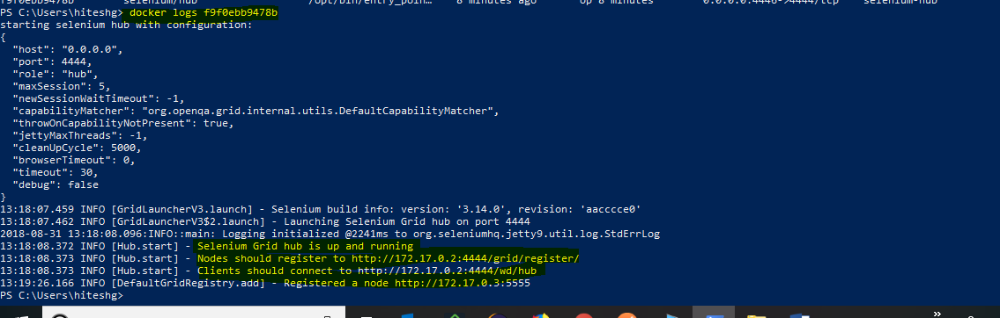 selenium/hub /opt/bin/entry_poin… 8 minutes ago Up 8 minutes 0.0.0.0:4446->4444/tcp selenium-hub
PS C:\Users\hiteshg> docker logs f9f0ebb9478b
starting selenium hub with configuration:
{
"host": "0.0.0.0",
"port": 4444,
"role": "hub",
"maxSession": 5,
"newSessionWaitTimeout": -1,
"capabilityMatcher": "org.openqa.grid.internal.utils.DefaultCapabilityMatcher",
"throwOnCapabilityNotPresent": true,
"jettyMaxThreads": -1,
"cleanUpCycle": 5000,
"browserTimeout": 0,
"timeout": 30,
"debug": false
}
13:18:07.459 INFO [GridLauncherV3.launch] - Selenium build info: version: '3.14.0', revision: 'aacccce0'
13:18:07.462 INFO [GridLauncherV3$2.launch] - Launching Selenium Grid hub on port 4444
2018-08-31 13:18:08.096:INFO::main: Logging initialized @2241ms to org.seleniumhq.jetty9.util.log.StdErrLog
13:18:08.372 INFO [Hub.start] - Selenium Grid hub is up and running
13:18:08.373 INFO [Hub.start] - Nodes should register to http://172.17.0.2:4444/grid/register/
13:18:08.373 INFO [Hub.start] - Clients should connect to http://172.17.0.2:4444/wd/hub
13:19:26.166 INFO [DefaultGridRegistry.add] - Registered a node http://172.17.0.3:5555
PS C:\Users\hiteshg>